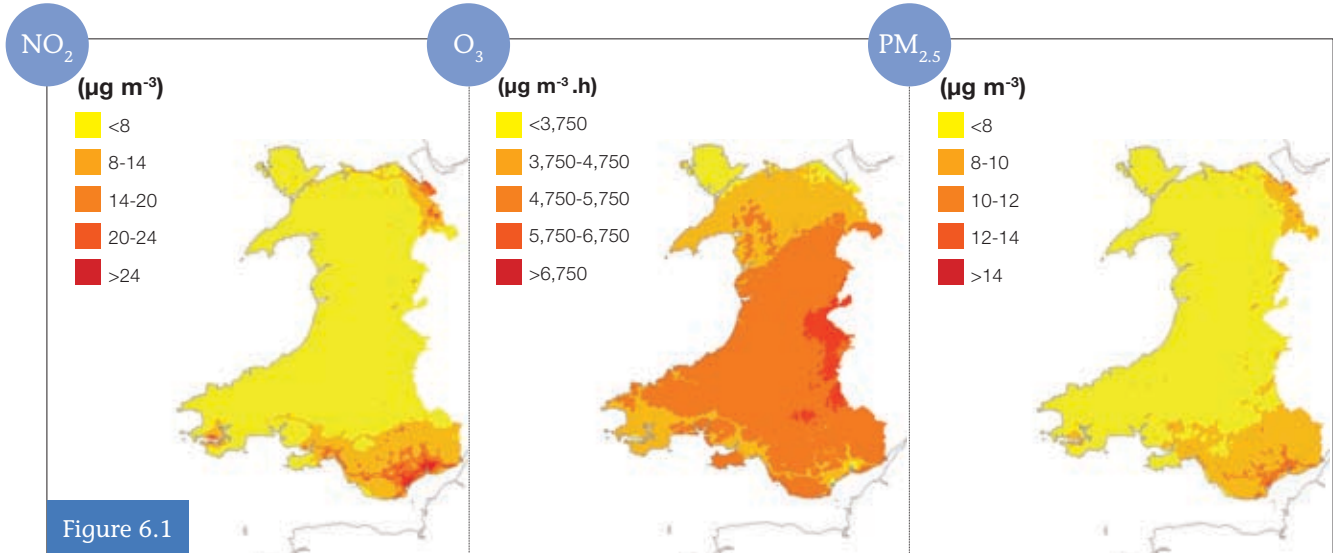 NO₂
(µg m⁻³)
<8
8-14
14-20
20-24
>24
O₃
(µg m⁻³ .h)
<3,750
3,750-4,750
4,750-5,750
5,750-6,750
>6,750
PM₂.₅
(µg m⁻³)
<8
8-10
10-12
12-14
>14
Figure 6.1